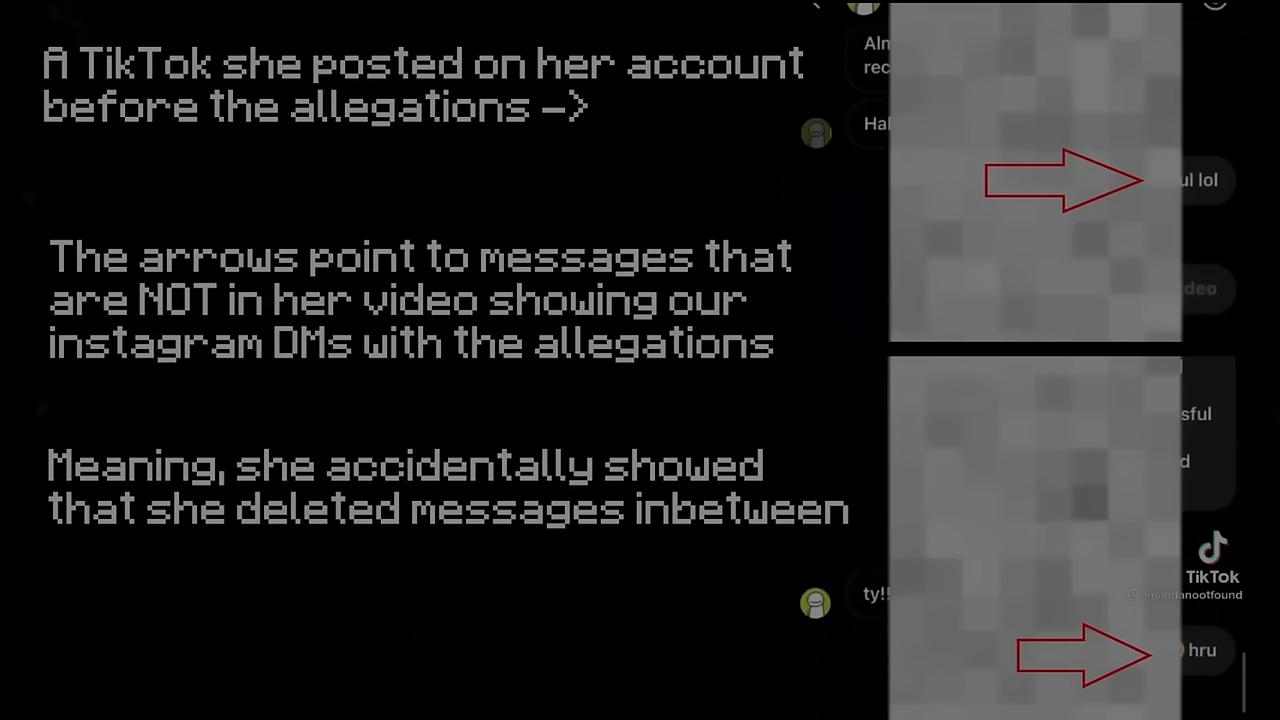 A TikTok she posted on her account
before the allegations ->
The arrows point to messages that
are NOT in her video showing our
instagram DMs with the allegations
Meaning, she accidentally showed
that she deleted messages inbetween
Hal
ul lol
deo
sful
d
TikTok
ty!!
hru